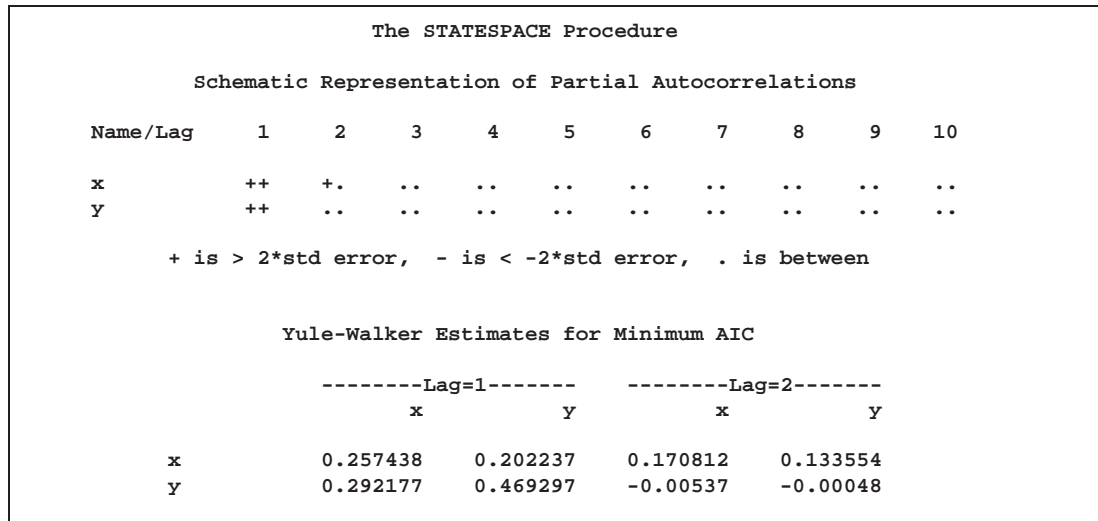 The STATESPACE Procedure
Schematic Representation of Partial Autocorrelations
Name/Lag 1 2 3 4 5 6 7 8 9 10
x ++ +. .. .. .. .. .. .. .. ..
y ++ .. .. .. .. .. .. .. .. ..
+ is > 2*std error, - is < -2*std error, . is between
Yule-Walker Estimates for Minimum AIC
--------Lag=1------- --------Lag=2-------
x y x y
x 0.257438 0.202237 0.170812 0.133554
y 0.292177 0.469297 -0.00537 -0.00048